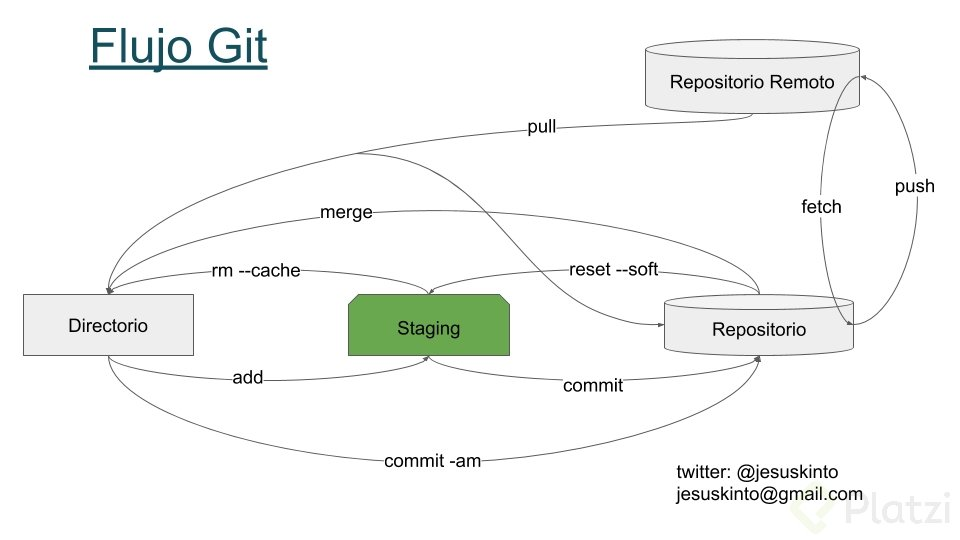 Flujo Git
Repositorio Remoto
pull
push
fetch
merge
rm --cache
reset --soft
Directorio
Staging
Repositorio
add
commit
commit -am
twitter: @jesuskinto
jesuskinto@gmail.com
Platzi